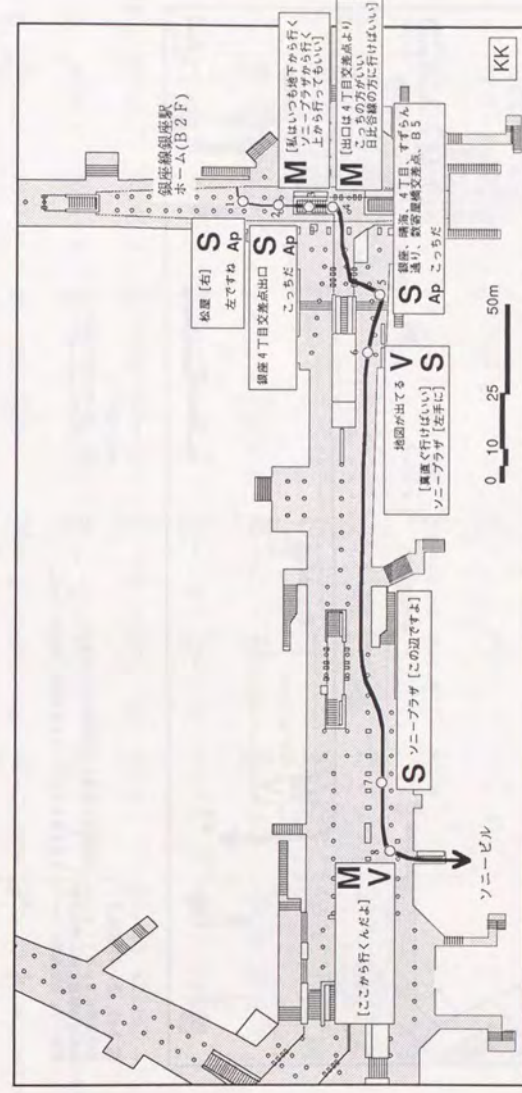 銀座線銀座駅
ホーム(B2F)
松屋 [右] S
左ですね Ap
銀座4丁目交差点出口 S
こっちだ Ap
M [私はいつも地下から行く
ソニープラザから行く
上から行ってもいい]
M [出口は4丁目交差点より
こっちの方がいい
日比谷線の方に行けばいい]
S 銀座、晴海、4丁目、すずらん
通り、数寄屋橋交差点、B5
Ap こっちだ
地図が出てる V
[真直ぐ行けばいい]
ソニープラザ [左手に] S
S ソニープラザ [この辺ですよ]
[ここから行くんだよ] M
V
1
2
3
4
5
6
7
8
ソニービル
0 10 25 50m
KK